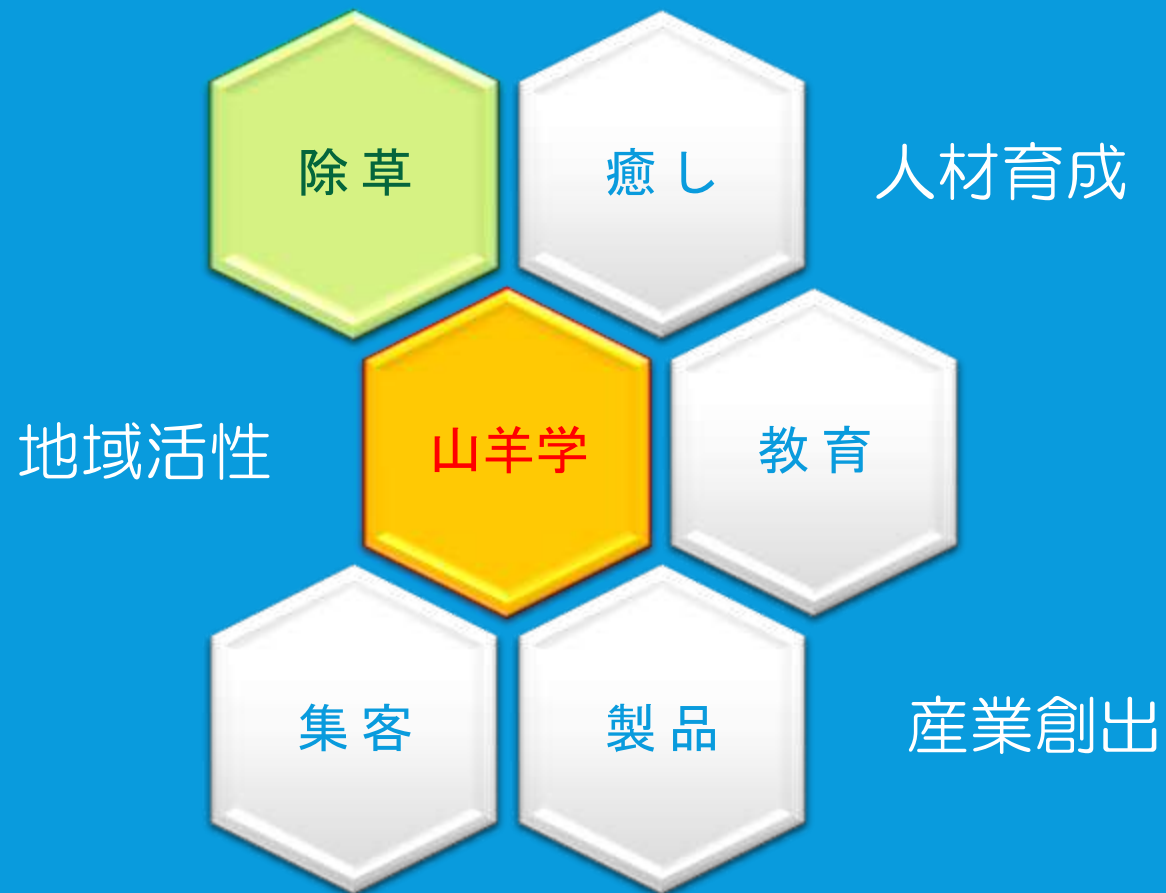 除草
癒し
人材育成
地域活性
山羊学
教育
集客
製品
産業創出